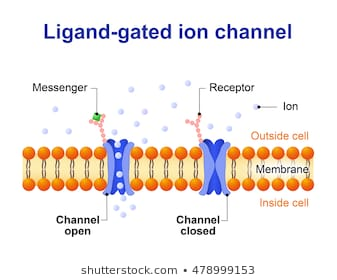 Ligand-gated ion channel
Messenger
Receptor
Ion
Outside cell
Membrane
Inside cell
Channel
open
Channel
closed
shutterstock.com • 478999153